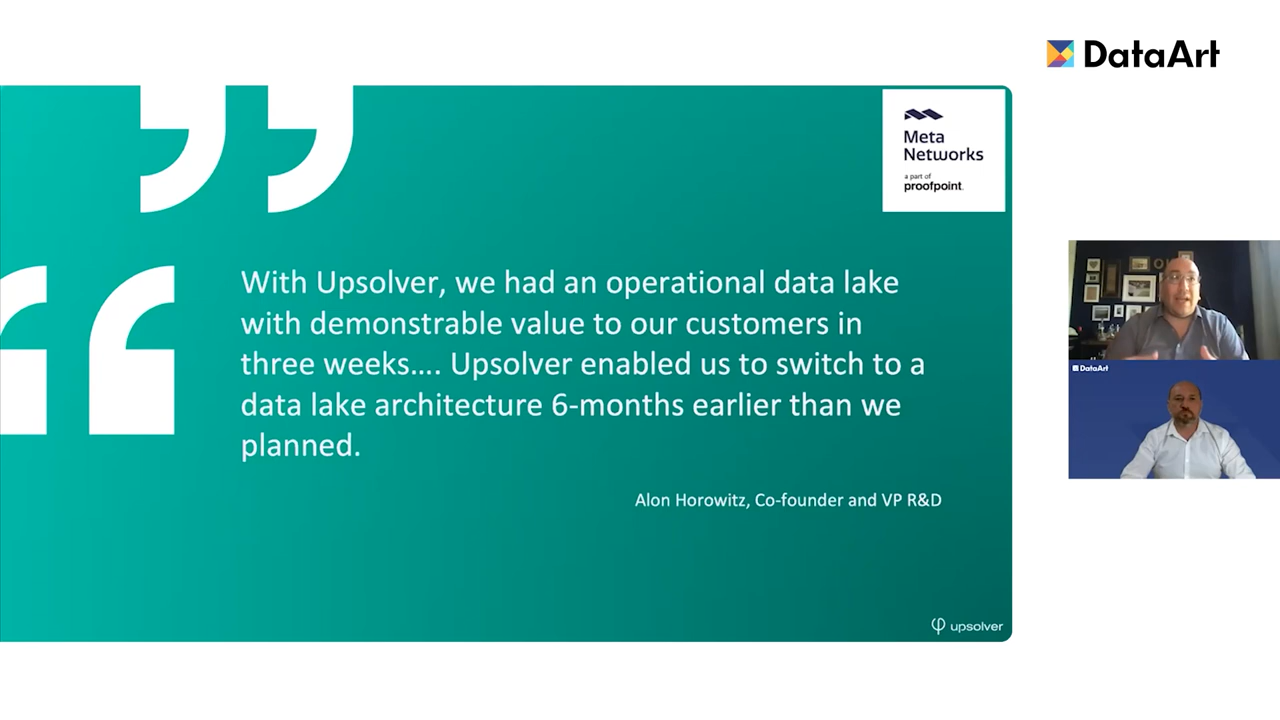 DataArt
Meta
Networks
a part of
proofpoint.
With Upsolver, we had an operational data lake
with demonstrable value to our customers in
three weeks.... Upsolver enabled us to switch to a
data lake architecture 6-months earlier than we
planned.
Alon Horowitz, Co-founder and VP R&D
upsolver
DataArt